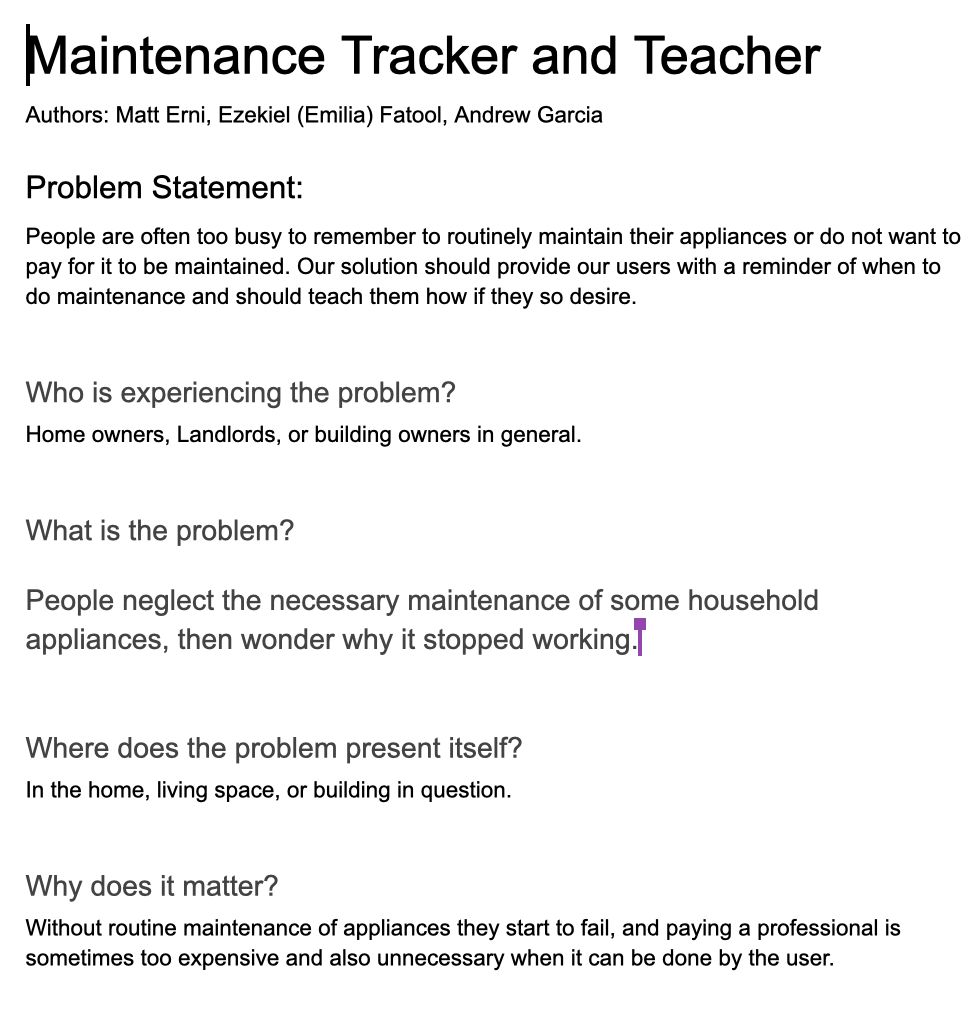 Maintenance Tracker and Teacher
Authors: Matt Erni, Ezekiel (Emilia) Fatool, Andrew Garcia
Problem Statement:
People are often too busy to remember to routinely maintain their appliances or do not want to
pay for it to be maintained. Our solution should provide our users with a reminder of when to
do maintenance and should teach them how if they so desire.
Who is experiencing the problem?
Home owners, Landlords, or building owners in general.
What is the problem?
People neglect the necessary maintenance of some household
appliances, then wonder why it stopped working.
Where does the problem present itself?
In the home, living space, or building in question.
Why does it matter?
Without routine maintenance of appliances they start to fail, and paying a professional is
sometimes too expensive and also unnecessary when it can be done by the user.